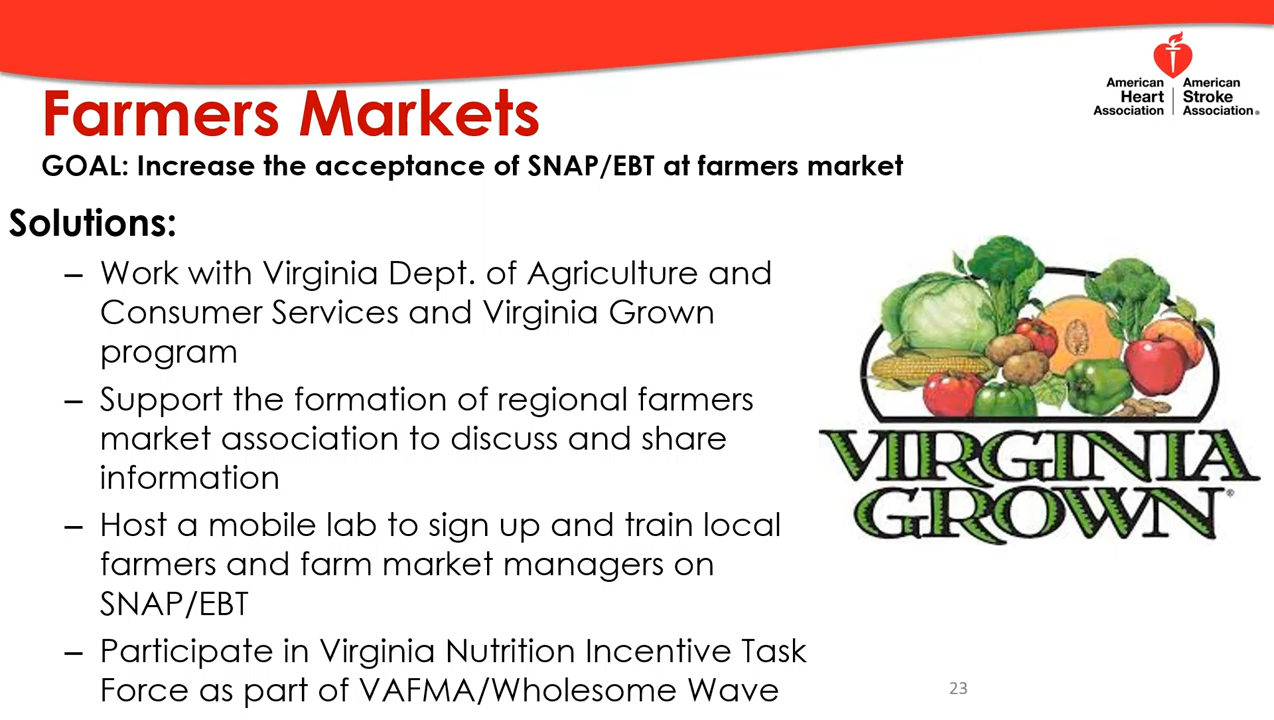 American | American
Heart | Stroke
Association | Association®
Farmers Markets
GOAL: Increase the acceptance of SNAP/EBT at farmers market
Solutions:
– Work with Virginia Dept. of Agriculture and
Consumer Services and Virginia Grown
program
– Support the formation of regional farmers
market association to discuss and share
information
– Host a mobile lab to sign up and train local
farmers and farm market managers on
SNAP/EBT
– Participate in Virginia Nutrition Incentive Task
Force as part of VAFMA/Wholesome Wave
VIRGINIA
GROWN®
23